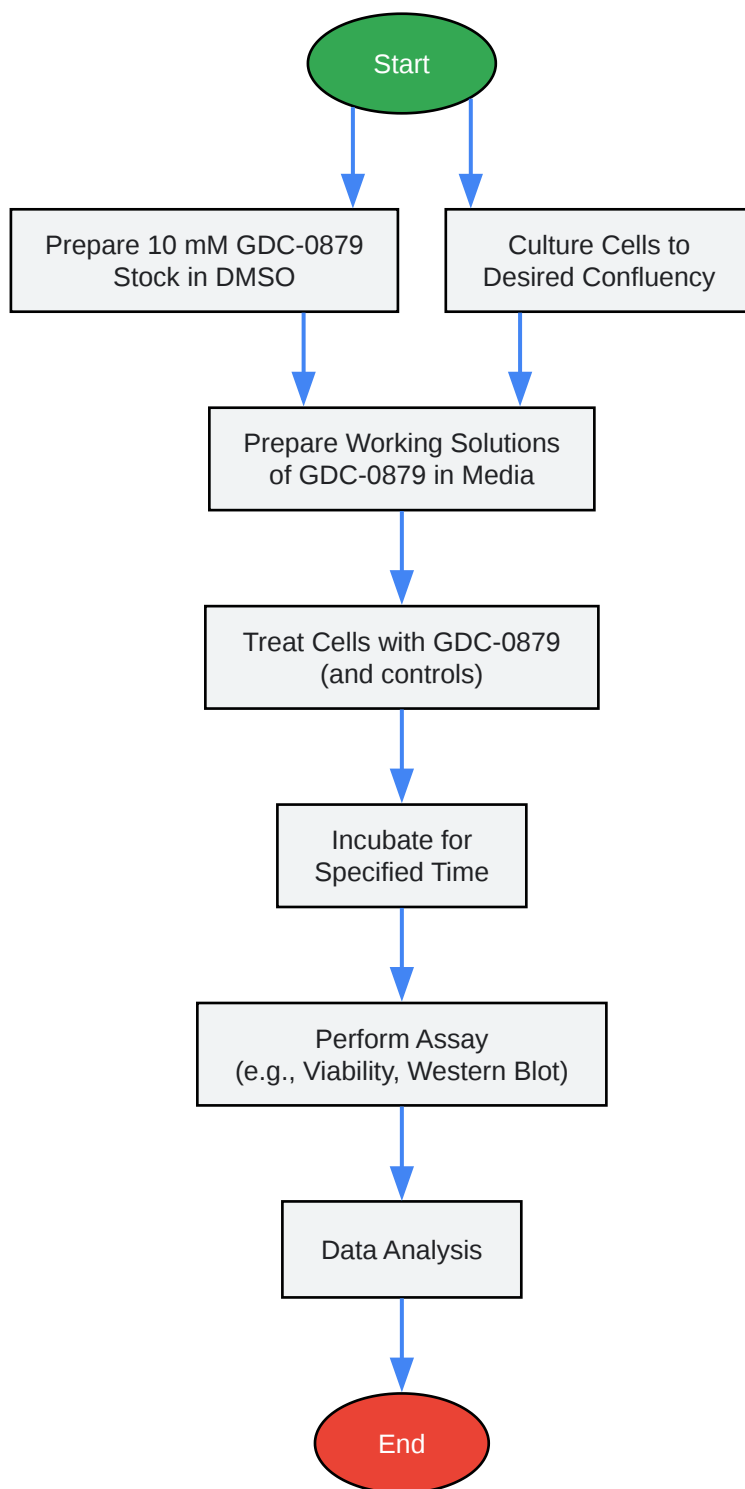 Start
Prepare 10 mM GDC-0879
Stock in DMSO
Culture Cells to
Desired Confluency
Prepare Working Solutions
of GDC-0879 in Media
Treat Cells with GDC-0879
(and controls)
Incubate for
Specified Time
Perform Assay
(e.g., Viability, Western Blot)
Data Analysis
End